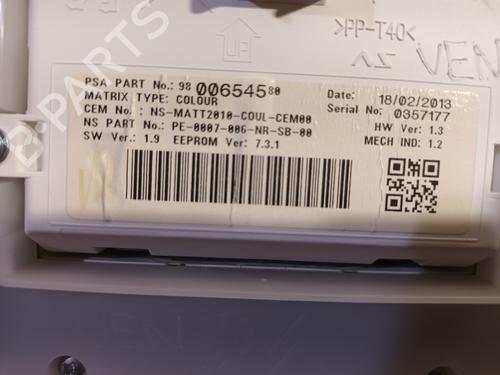 >PP-T40<
UP
PSA PART No.: 98 006545 80
MATRIX TYPE: COLOUR
CEM No.: NS-MATT2010-COUL-CEM00
NS PART No.: PE-0007-006-NR-SB-00
SW Ver.: 1.9 EEPROM Ver.: 7.3.1
Date: 18/02/2013
Serial No.: 0357177
HW Ver.: 1.3
MECH IND: 1.2
B-PARTS